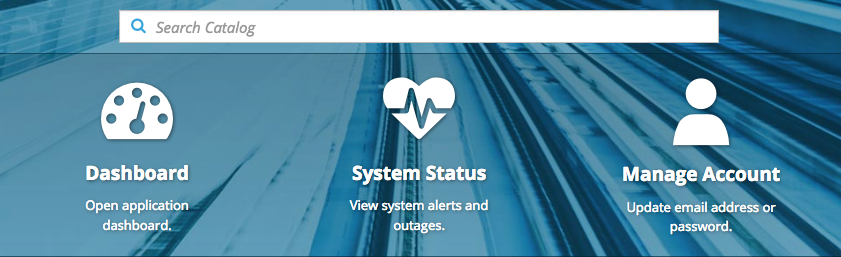 Search Catalog
Dashboard
System Status
Manage Account
Open application
dashboard.
View system alerts and
outages.
Update email address or
password.